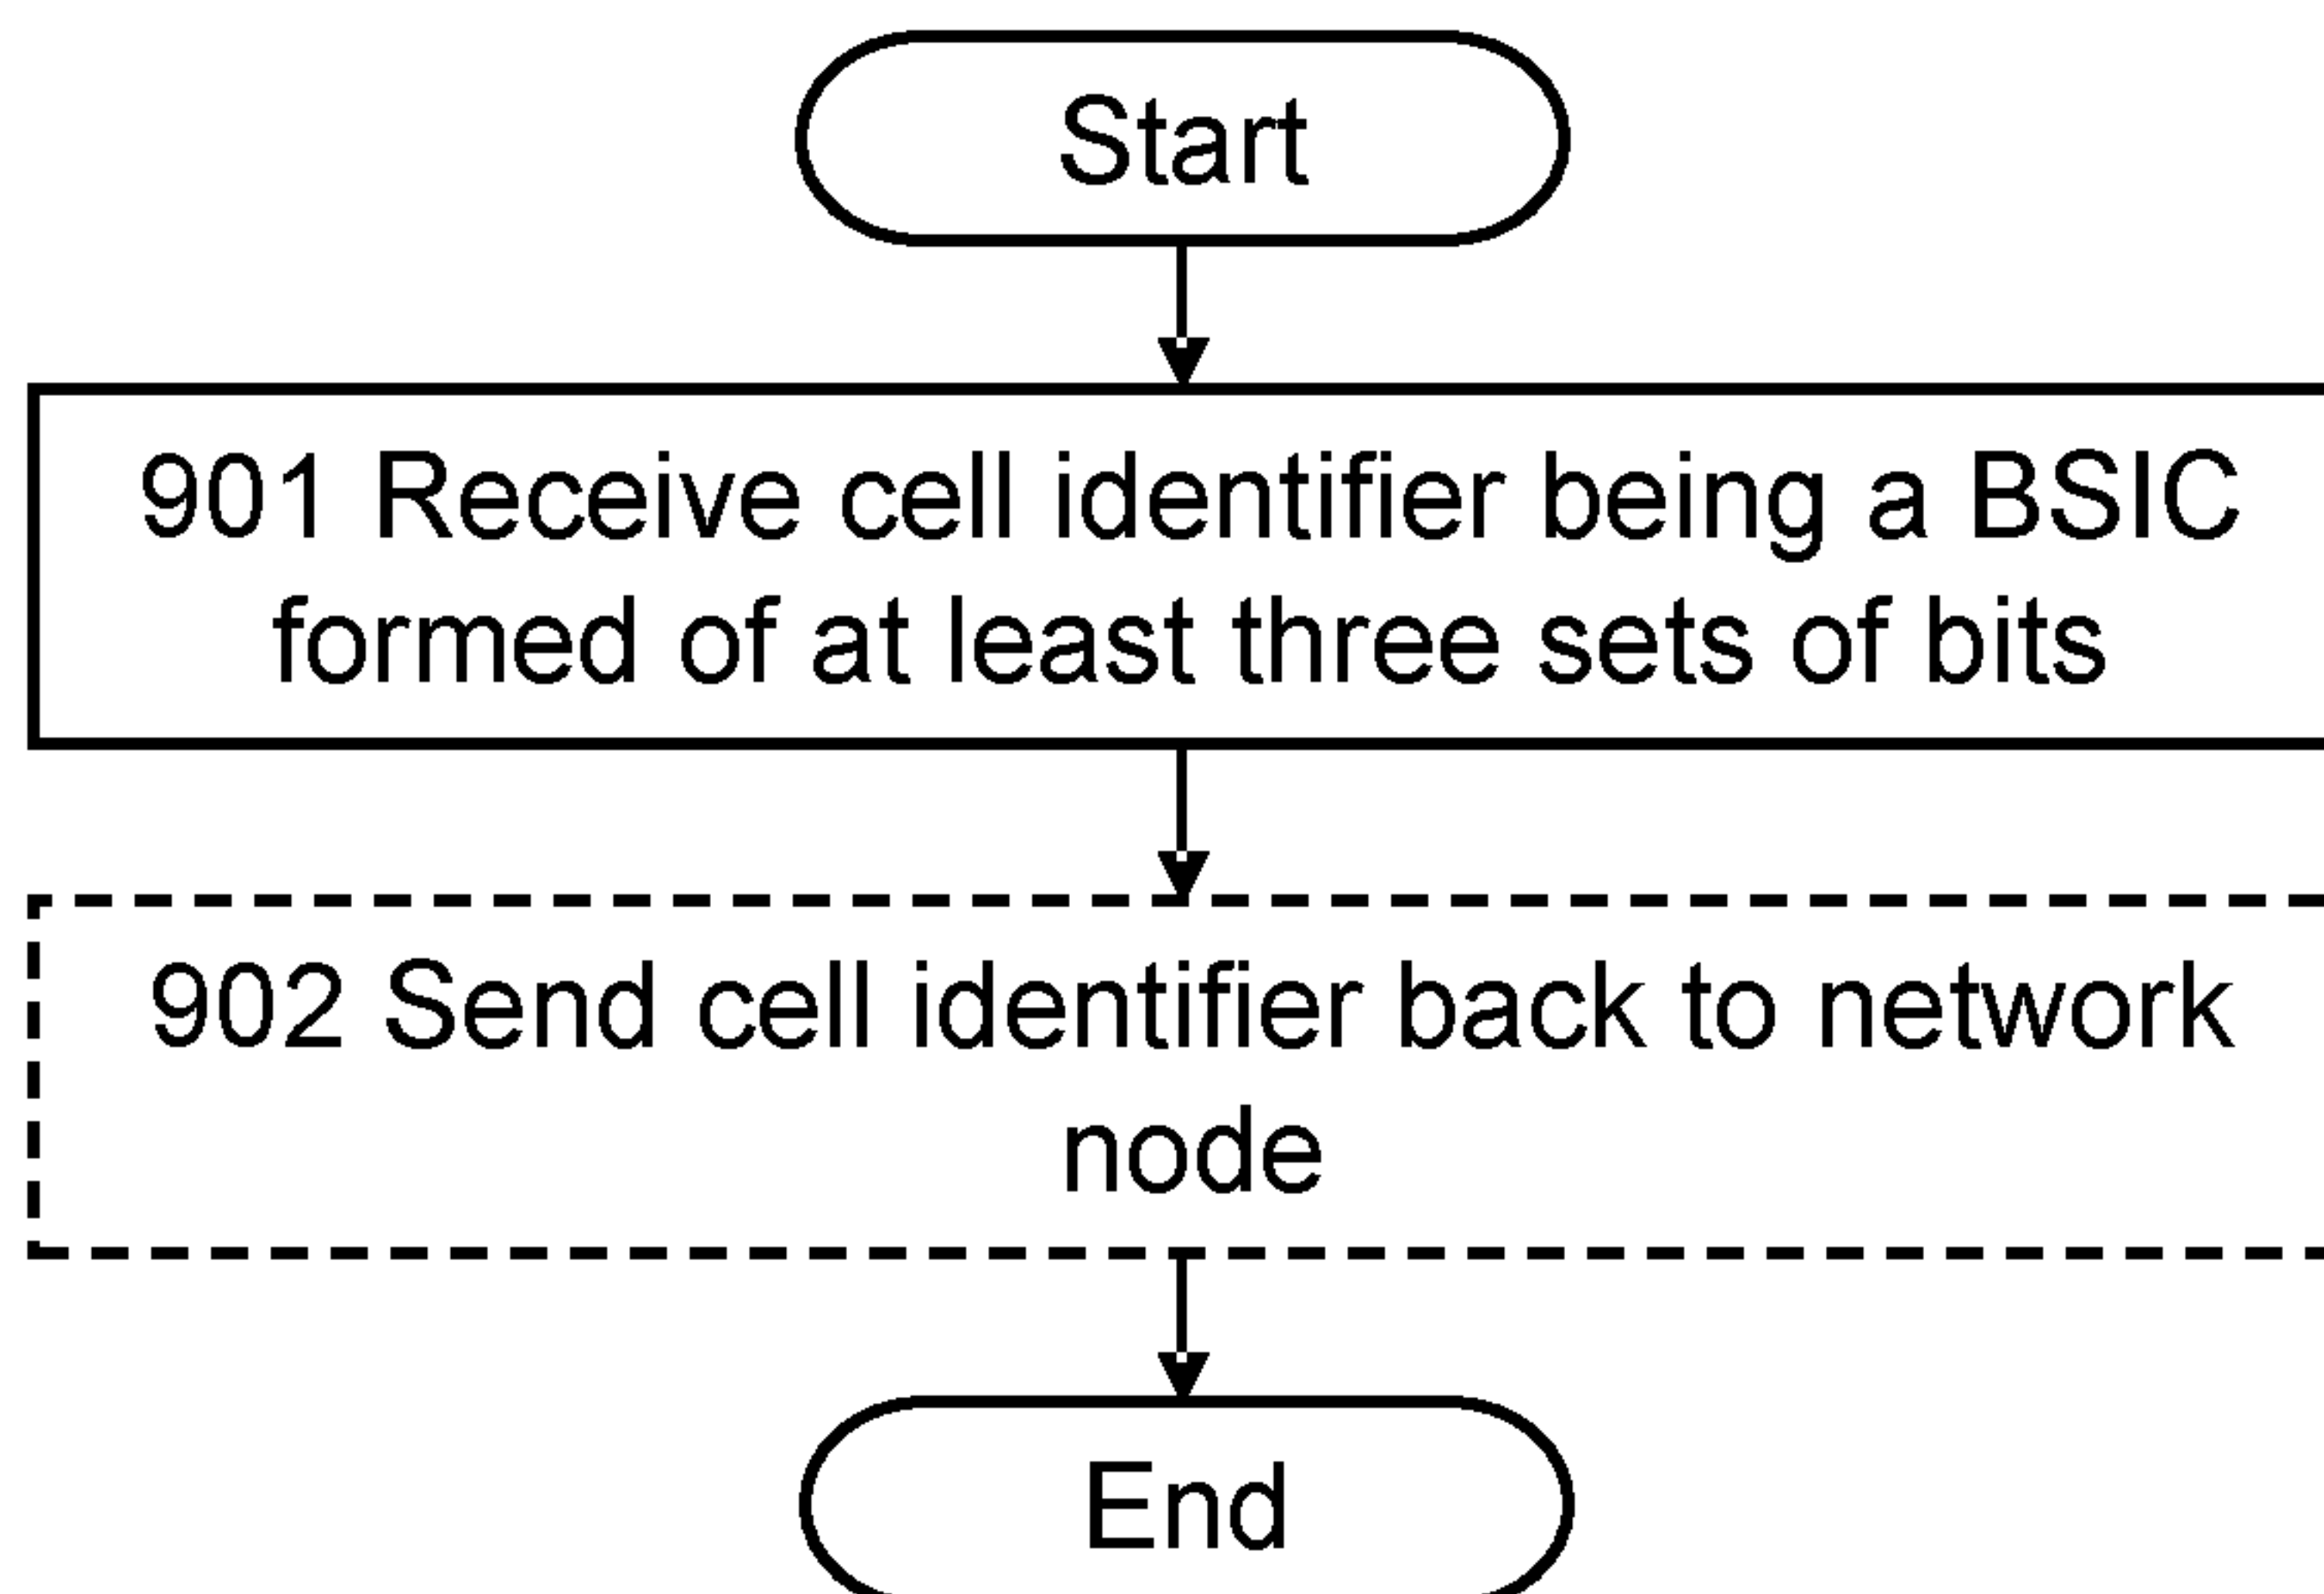 Start
901 Receive cell identifier being a BSIC
formed of at least three sets of bits
902 Send cell identifier back to network
node
End